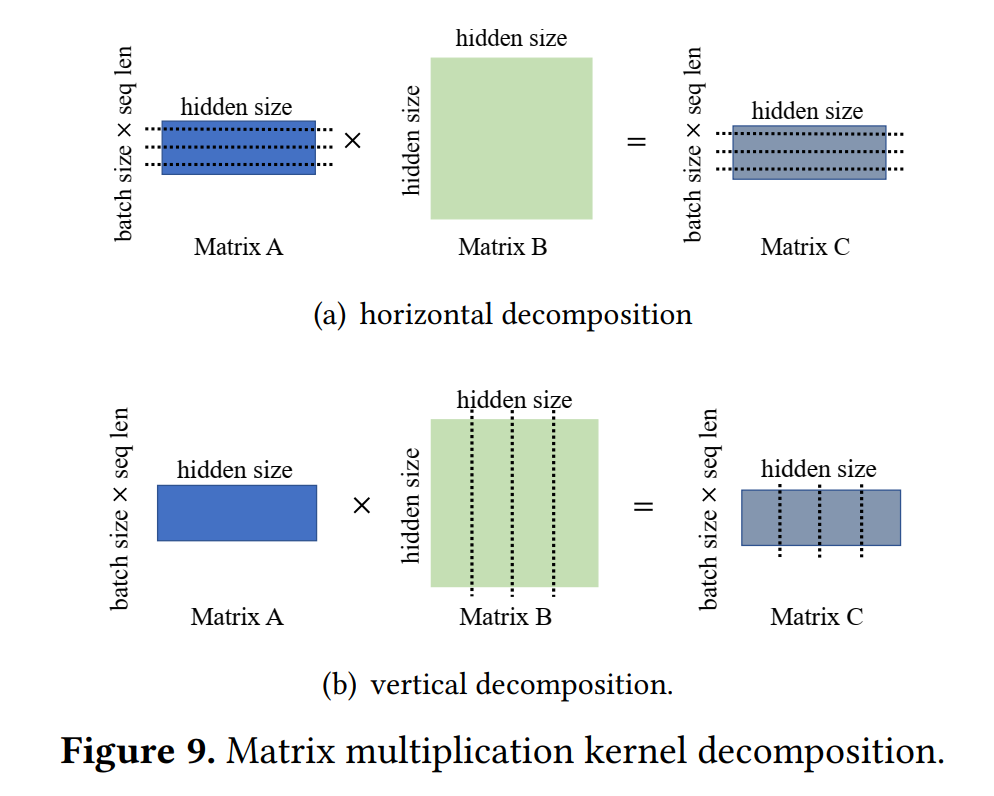 hidden size
batch size × seq len
hidden size
×
hidden size
=
batch size × seq len
hidden size
Matrix A
Matrix B
Matrix C
(a) horizontal decomposition
hidden size
batch size × seq len
hidden size
×
hidden size
=
batch size × seq len
hidden size
Matrix A
Matrix B
Matrix C
(b) vertical decomposition.
Figure 9. Matrix multiplication kernel decomposition.